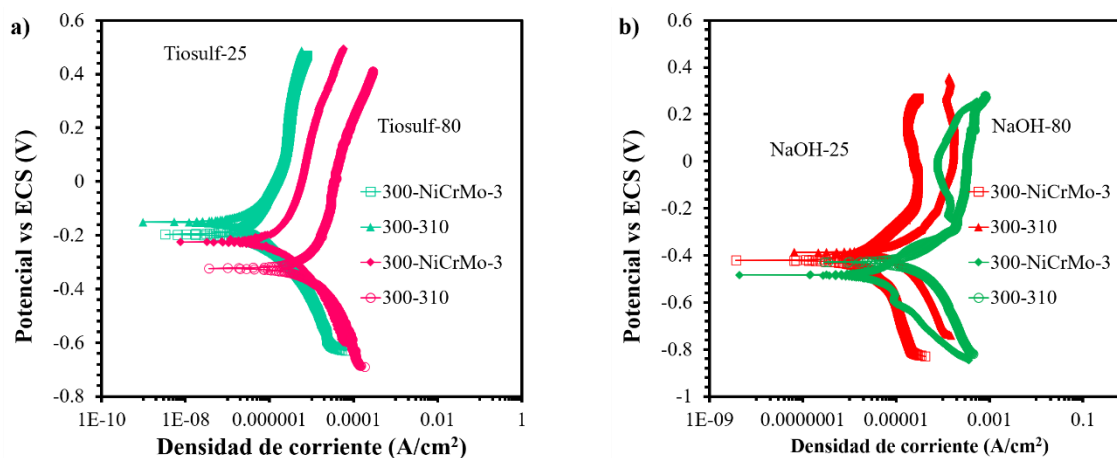 a)
Tiosulf-25
Tiosulf-80
300-NiCrMo-3
300-310
300-NiCrMo-3
300-310
0.6
0.4
0.2
0
-0.2
-0.4
-0.6
-0.8
Potencial vs ECS (V)
1E-10
1E-08
0.000001
0.0001
0.01
1
Densidad de corriente (A/cm²)
b)
NaOH-25
NaOH-80
300-NiCrMo-3
300-310
300-NiCrMo-3
300-310
0.6
0.4
0.2
0
-0.2
-0.4
-0.6
-0.8
-1
Potencial vs ECS (V)
1E-09
0.0000001
0.00001
0.001
0.1
Densidad de corriente (A/cm²)